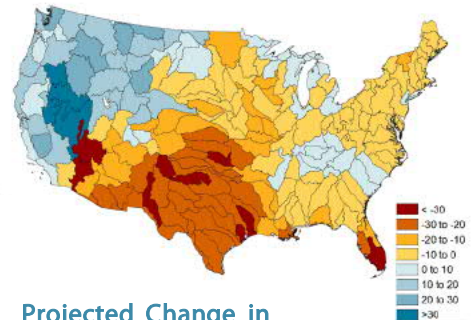 < -30
-30 to -20
-20 to -10
-10 to 0
0 to 10
10 to 20
20 to 30
>30
Projected Change in